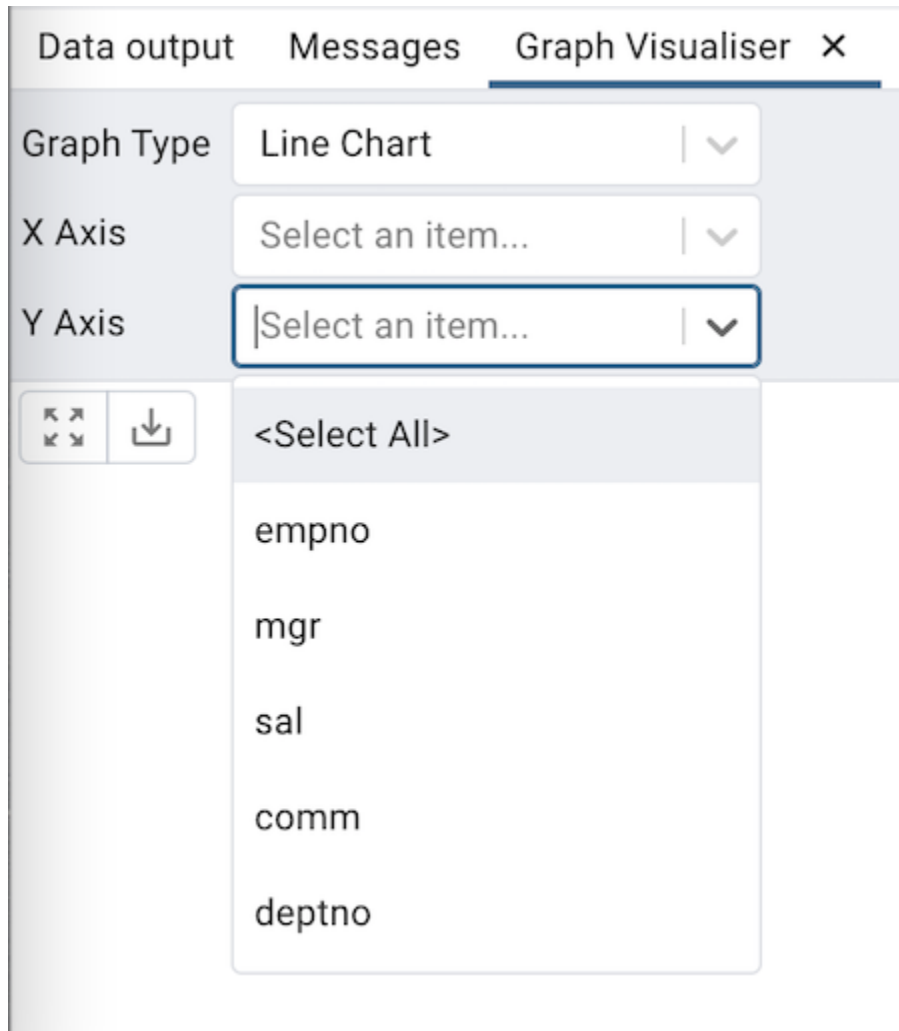 Data output Messages Graph Visualiser ×
Graph Type Line Chart
X Axis Select an item...
Y Axis Select an item...
<Select All>
empno
mgr
sal
comm
deptno